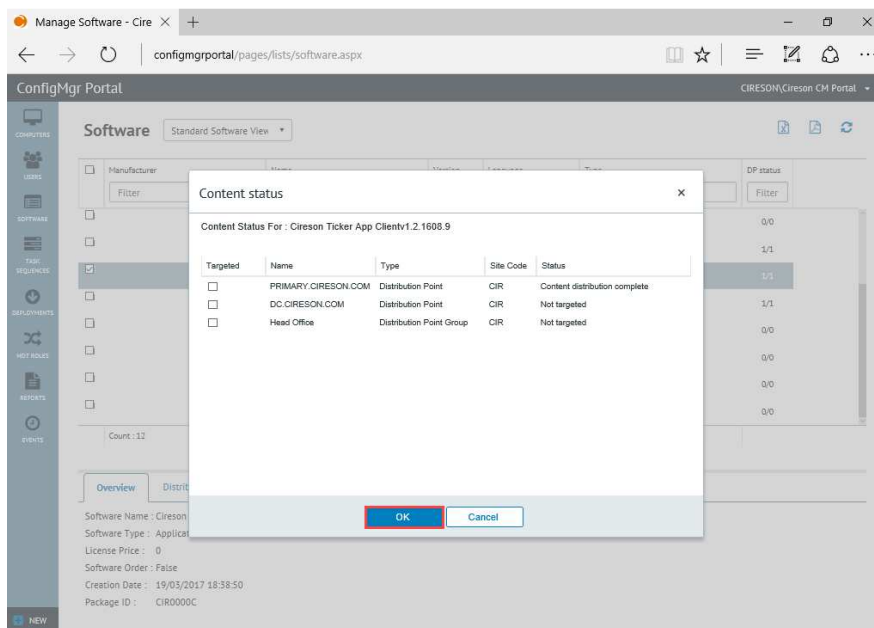 Manage Software - Cire
configmgrportal/pages/lists/software.aspx
ConfigMgr Portal
CIRESON\Cireson CM Portal
COMPUTERS
USERS
SOFTWARE
TASK SEQUENCES
DEPLOYMENTS
HOT ROLES
REPORTS
EVENTS
NEW
Software
Standard Software View
Manufacturer
Name
Version
Language
Type
DP status
Filter
Filter
0/0
1/1
1/1
1/1
0/0
0/0
0/0
0/0
Count : 12
Content status
Content Status For : Cireson Ticker App Clientv1.2.1608.9
Targeted Name Type Site Code Status
PRIMARY.CIRESON.COM Distribution Point CIR Content distribution complete
DC.CIRESON.COM Distribution Point CIR Not targeted
Head Office Distribution Point Group CIR Not targeted
OK
Cancel
Overview
Distrib
Software Name : Cireson
Software Type : Applicat
License Price : 0
Software Order : False
Creation Date : 19/03/2017 18:38:50
Package ID : CIR0000C